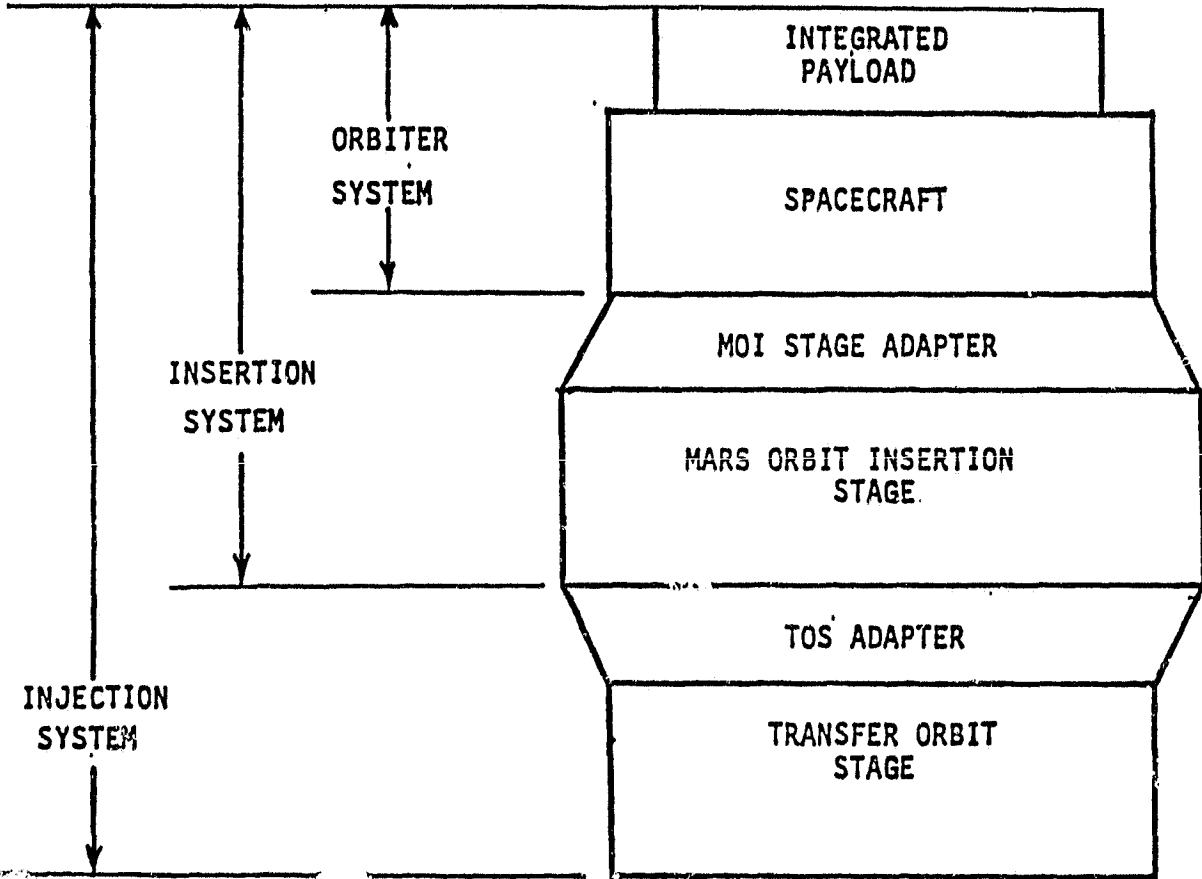 INTEGRATED
PAYLOAD
ORBITER
SYSTEM
SPACECRAFT
MOI STAGE ADAPTER
INSERTION
SYSTEM
MARS ORBIT INSERTION
STAGE
TOS ADAPTER
INJECTION
SYSTEM
TRANSFER ORBIT
STAGE